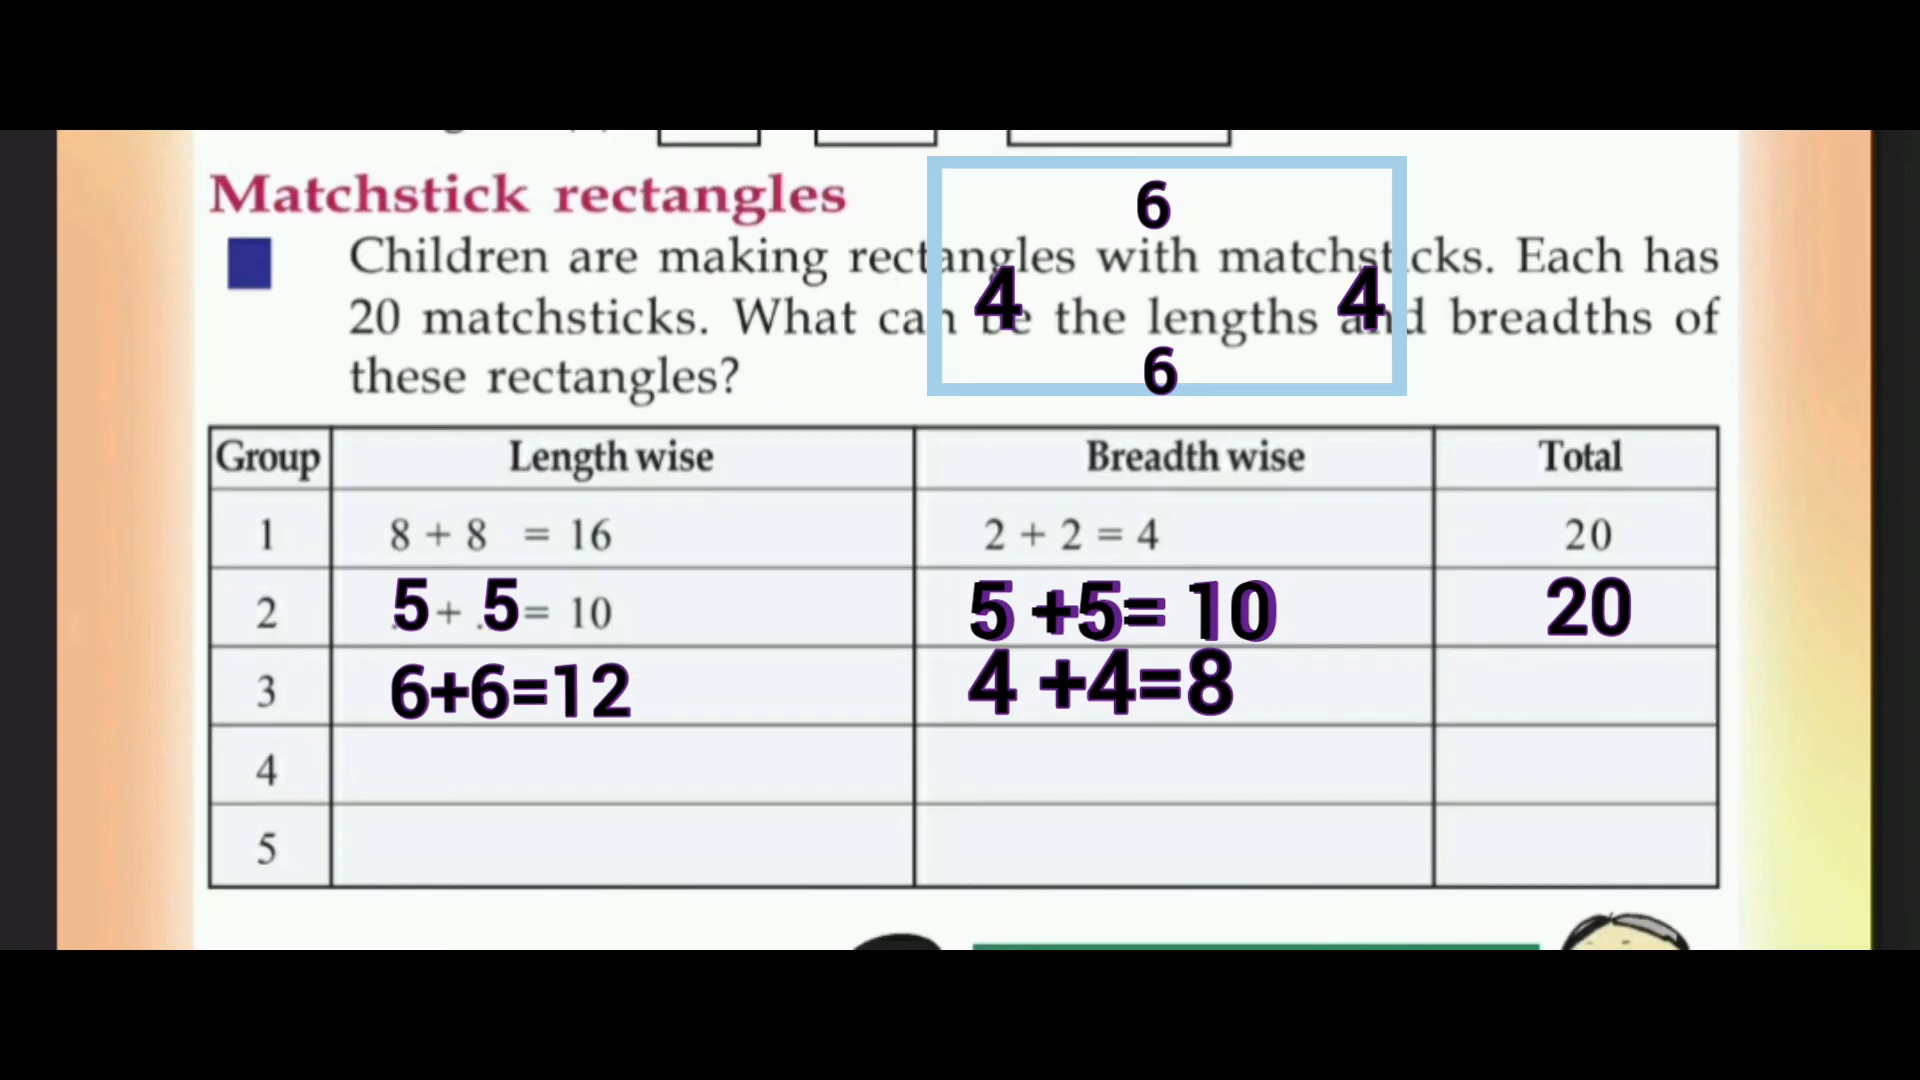 Matchstick rectangles
6
Children are making rectangles with matchsticks. Each has
4 4
20 matchsticks. What can be the lengths and breadths of
6
these rectangles?
Group Length wise Breadth wise Total
1 8 + 8 = 16 2 + 2 = 4 20
2 5 + 5 = 10 5 +5= 10 20
3 6+6=12 4 +4=8
4
5